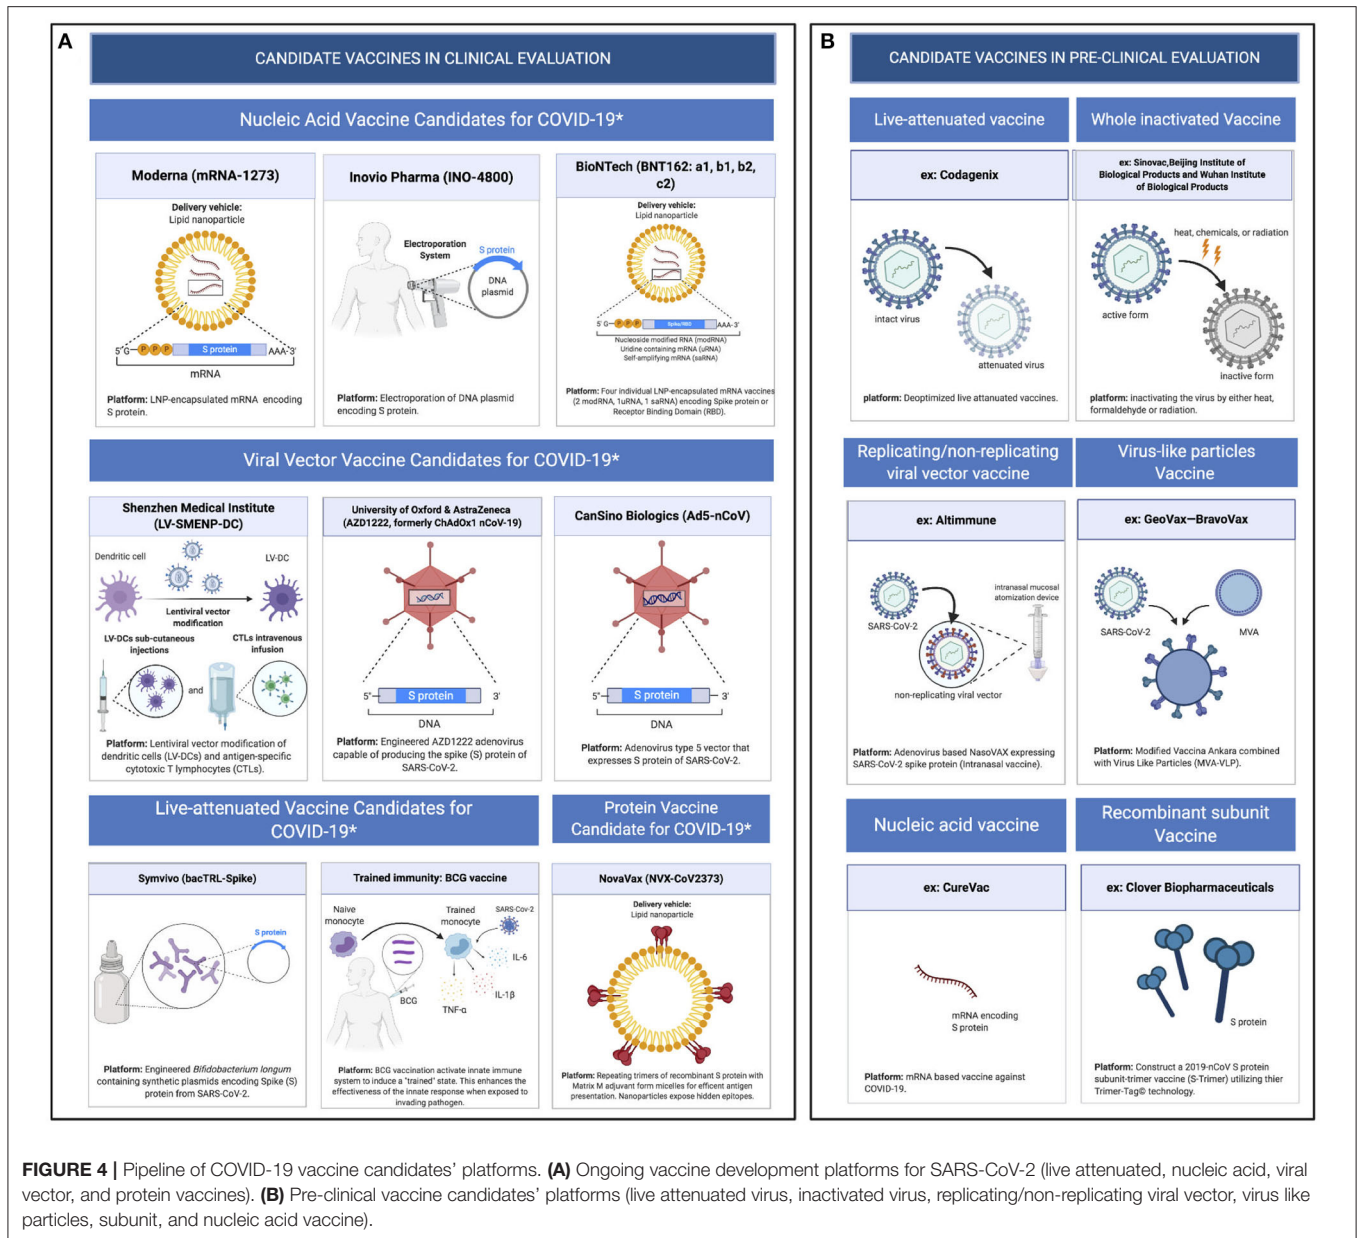 A
CANDIDATE VACCINES IN CLINICAL EVALUATION
Nucleic Acid Vaccine Candidates for COVID-19*
Moderna (mRNA-1273)
Delivery vehicle:
Lipid nanoparticle
5' G
P P P
S protein
AAA-3'
mRNA
Platform: LNP-encapsulated mRNA encoding
S protein.
Inovio Pharma (INO-4800)
Electroporation
System
S protein
DNA
plasmid
Platform: Electroporation of DNA plasmid
encoding S protein.
BioNTech (BNT162: a1, b1, b2,
c2)
Delivery vehicle:
Lipid nanoparticle
5' G
P P P
Spike/RBD
AAA-3'
Nucleoside modified RNA (modRNA)
Uridine containing mRNA (uRNA)
Self-amplifying mRNA (saRNA)
Platform: Four individual LNP-encapsulated mRNA vaccines
(2 modRNA, 1uRNA, 1 saRNA) encoding Spike protein or
Receptor Binding Domain (RBD).
Viral Vector Vaccine Candidates for COVID-19*
Shenzhen Medical Institute
(LV-SMENP-DC)
Dendritic cell
LV-DC
Lentiviral vector
modification
LV-DCs sub-cutaneous
injections
CTLs intravenous
infusion
and
Platform: Lentiviral vector modification of
dendritic cells (LV-DCs) and antigen-specific
cytotoxic T lymphocytes (CTLs).
University of Oxford & AstraZeneca
(AZD1222, formerly ChAdOx1 nCoV-19)
5"
S protein
3'
DNA
Platform: Engineered AZD1222 adenovirus
capable of producing the spike (S) protein of
SARS-CoV-2.
CanSino Biologics (Ad5-nCoV)
5"
S protein
3'
DNA
Platform: Adenovirus type 5 vector that
expresses S protein of SARS-CoV-2.
Live-attenuated Vaccine Candidates for
COVID-19*
Symvivo (bacTRL-Spike)
S protein
Platform: Engineered Bifidobacterium longum
containing synthetic plasmids encoding Spike (S)
protein from SARS-CoV-2.
Trained immunity: BCG vaccine
Naive
monocyte
Trained
monocyte
SARS-Cov-2
IL-6
IL-1β
TNF-α
BCG
Platform: BCG vaccination activate innate immune
system to induce a "trained" state. This enhances the
effectiveness of the innate response when exposed to
invading pathogen.
Protein Vaccine
Candidate for COVID-19*
NovaVax (NVX-CoV2373)
Delivery vehicle:
Lipid nanoparticle
Platform: Repeating trimers of recombinant S protein with
Matrix M adjuvant form micelles for efficent antigen
presentation. Nanoparticles expose hidden epitopes.
B
CANDIDATE VACCINES IN PRE-CLINICAL EVALUATION
Live-attenuated vaccine
ex: Codagenix
intact virus
attenuated virus
platform: Deoptimized live attanuated vaccines.
Whole inactivated Vaccine
ex: Sinovac,Beijing Institute of
Biological Products and Wuhan Institute
of Biological Products
heat, chemicals, or radiation
active form
inactive form
platform: inactivating the virus by either heat,
formaldehyde or radiation.
Replicating/non-replicating
viral vector vaccine
ex: Altimmune
SARS-CoV-2
intranasal mucosal
atomization device
non-replicating viral vector
Platform: Adenovirus based NasoVAX expressing
SARS-CoV-2 spike protein (Intranasal vaccine).
Virus-like particles
Vaccine
ex: GeoVax—BravoVax
SARS-CoV-2
MVA
Platform: Modified Vaccina Ankara combined
with Virus Like Particles (MVA-VLP).
Nucleic acid vaccine
ex: CureVac
mRNA encoding
S protein
Platform: mRNA based vaccine against
COVID-19.
Recombinant subunit
Vaccine
ex: Clover Biopharmaceuticals
S protein
Platform: Construct a 2019-nCoV S protein
subunit-trimer vaccine (S-Trimer) utilizing thier
Trimer-Tag© technology.
FIGURE 4 | Pipeline of COVID-19 vaccine candidates' platforms. (A) Ongoing vaccine development platforms for SARS-CoV-2 (live attenuated, nucleic acid, viral
vector, and protein vaccines). (B) Pre-clinical vaccine candidates' platforms (live attenuated virus, inactivated virus, replicating/non-replicating viral vector, virus like
particles, subunit, and nucleic acid vaccine).